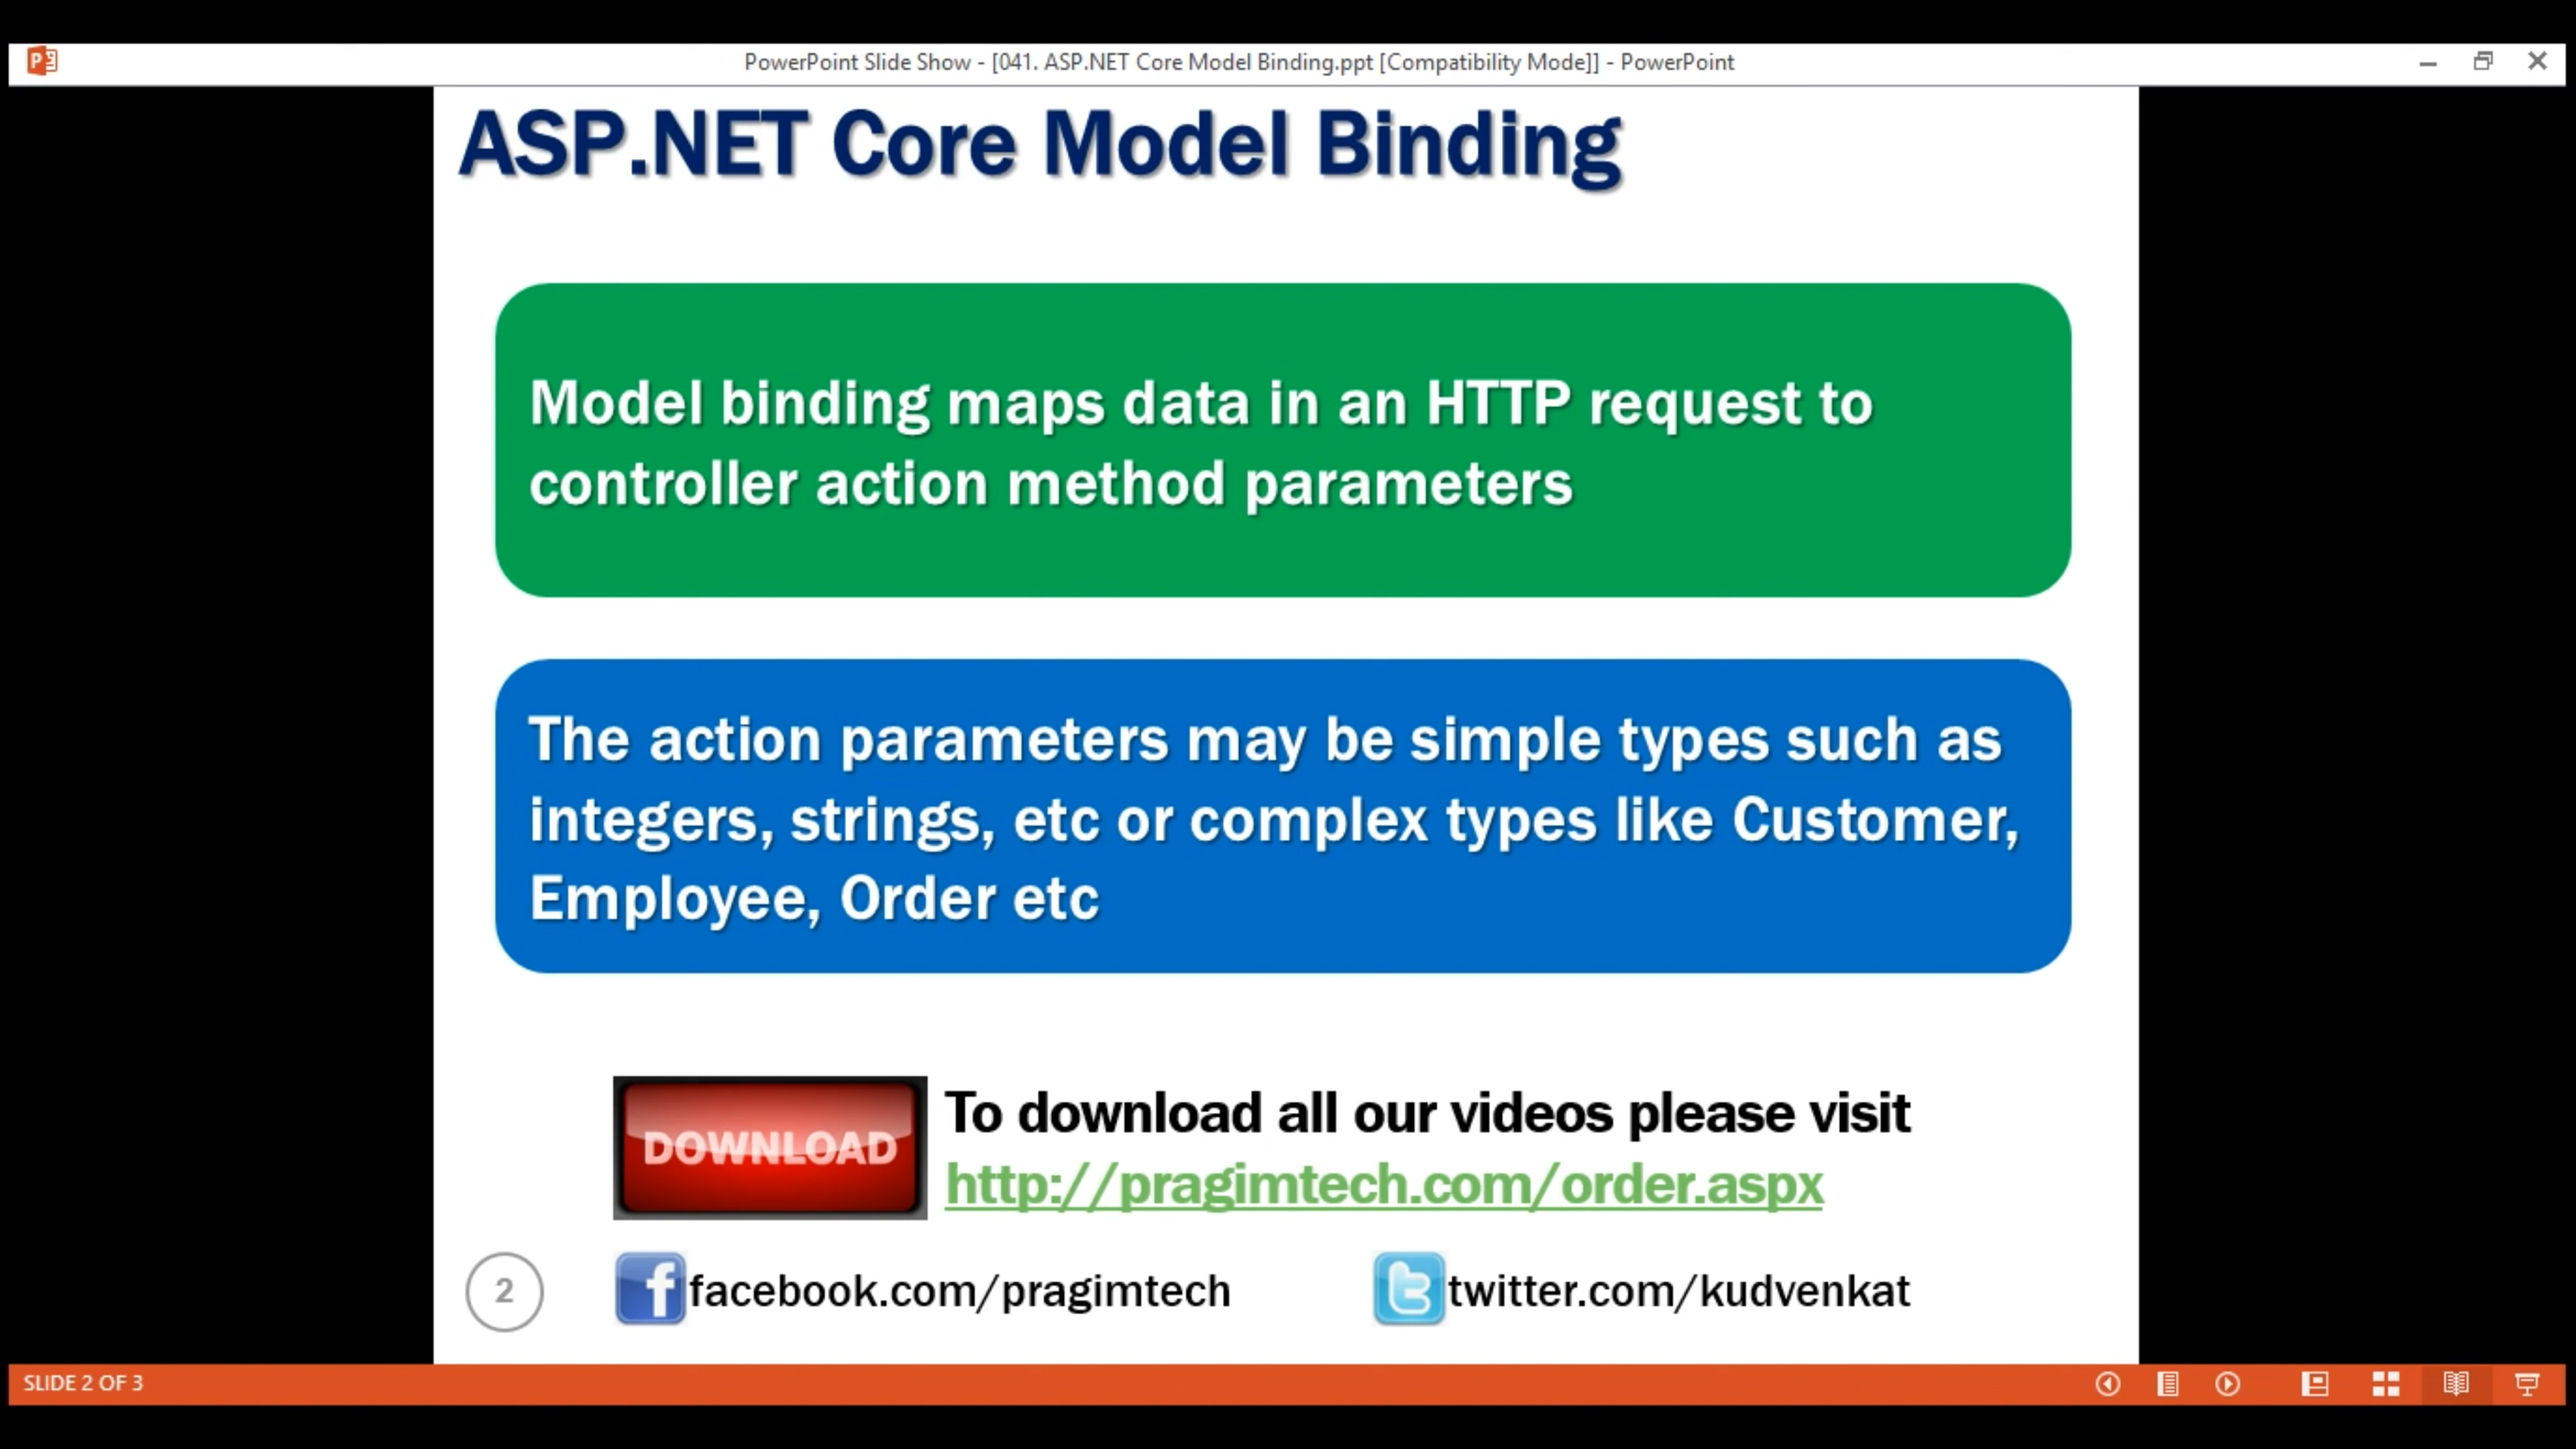 PowerPoint Slide Show - [041. ASP.NET Core Model Binding.ppt [Compatibility Mode]] - PowerPoint
ASP.NET Core Model Binding
Model binding maps data in an HTTP request to
controller action method parameters
The action parameters may be simple types such as
integers, strings, etc or complex types like Customer,
Employee, Order etc
DOWNLOAD
To download all our videos please visit
http://pragimtech.com/order.aspx
2
facebook.com/pragimtech
twitter.com/kudvenkat
SLIDE 2 OF 3